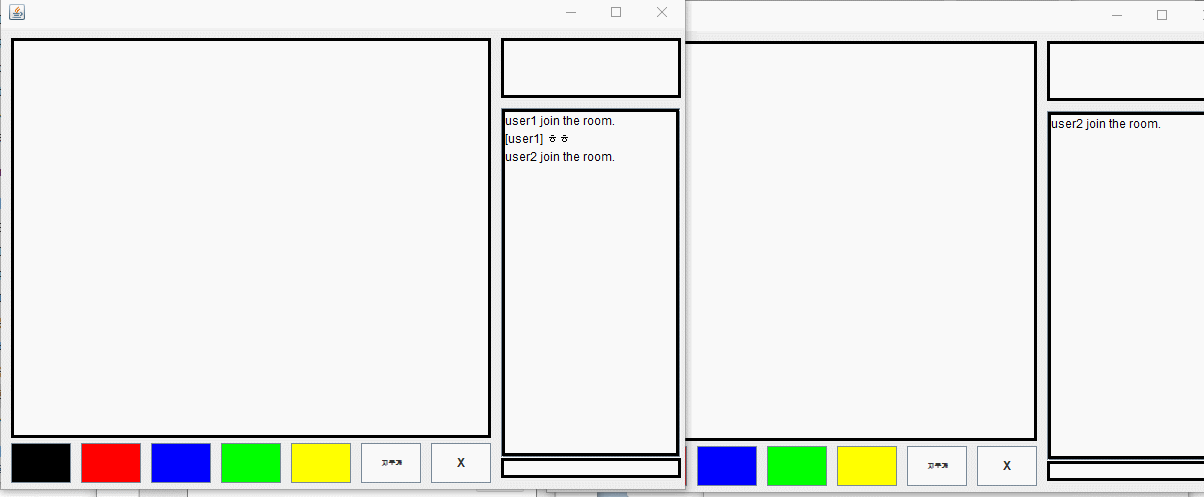 user1 join the room.
[user1] ㅎㅎ
user2 join the room.
지우개
X
user2 join the room.
지우개
X